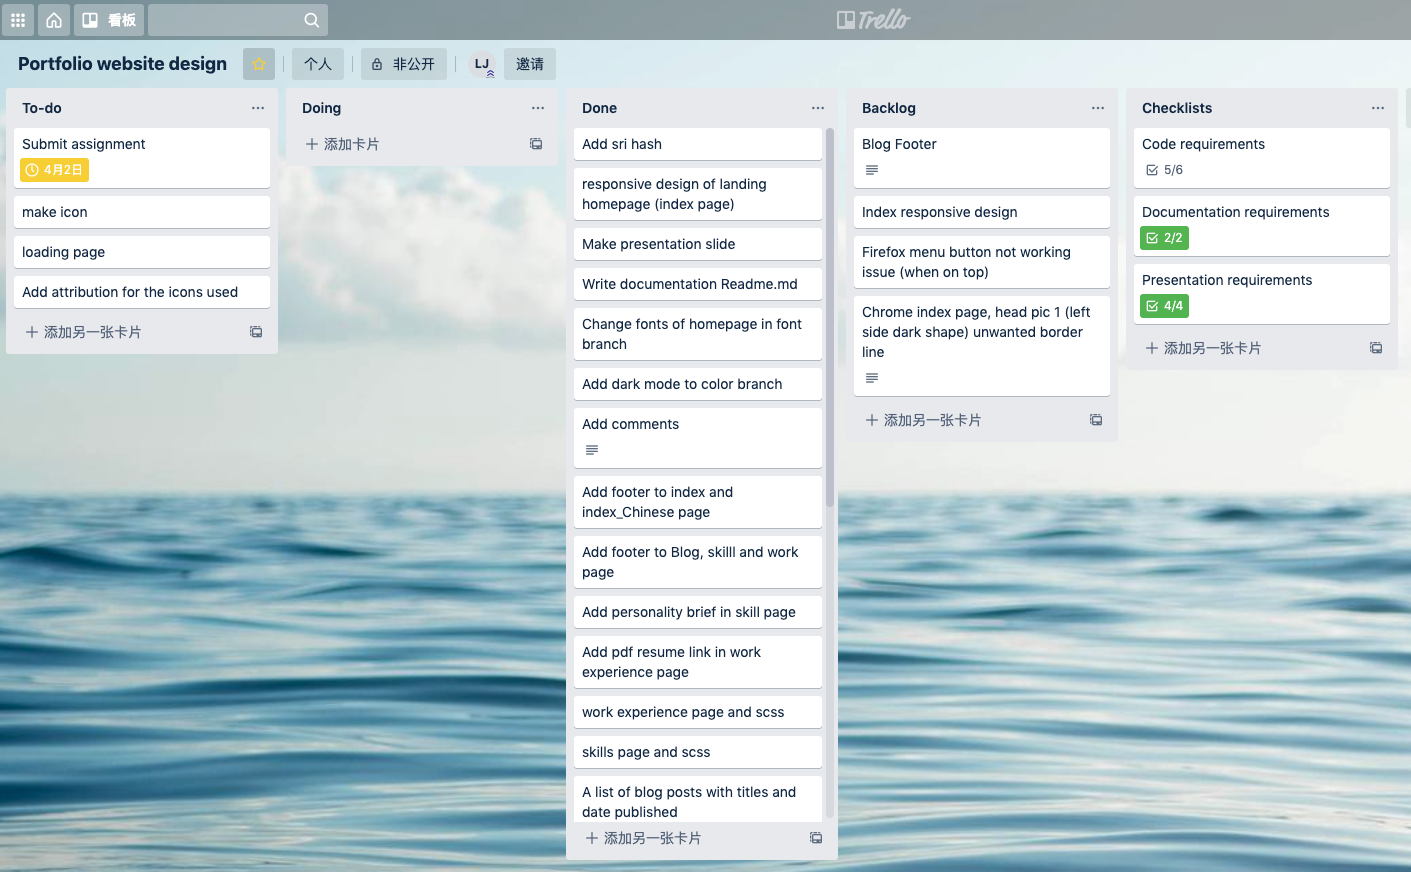 看板
Trello
Portfolio website design
个人
非公开
LJ
邀请
To-do
Submit assignment
4月2日
make icon
loading page
Add attribution for the icons used
添加另一张卡片
Doing
添加卡片
Done
Add sri hash
responsive design of landing
homepage (index page)
Make presentation slide
Write documentation Readme.md
Change fonts of homepage in font
branch
Add dark mode to color branch
Add comments
Add footer to index and
index_Chinese page
Add footer to Blog, skilll and work
page
Add personality brief in skill page
Add pdf resume link in work
experience page
work experience page and scss
skills page and scss
A list of blog posts with titles and
date published
添加另一张卡片
Backlog
Blog Footer
Index responsive design
Firefox menu button not working
issue (when on top)
Chrome index page, head pic 1 (left
side dark shape) unwanted border
line
添加另一张卡片
Checklists
Code requirements
5/6
Documentation requirements
2/2
Presentation requirements
4/4
添加另一张卡片